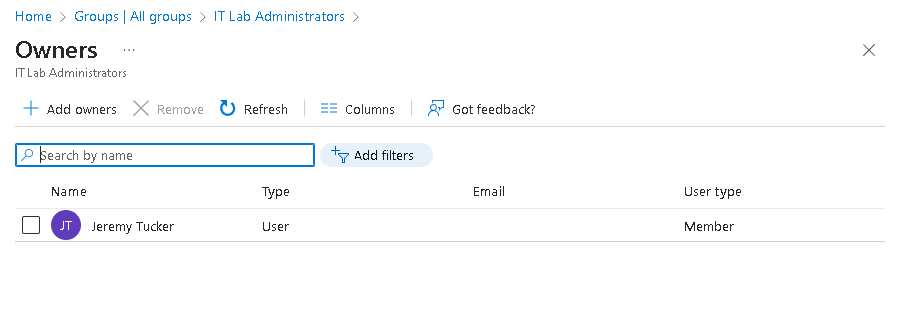 Home > Groups | All groups > IT Lab Administrators >
Owners ...
IT Lab Administrators
Add owners Remove Refresh Columns Got feedback?
Search by name Add filters
Name Type Email User type
JT Jeremy Tucker User Member